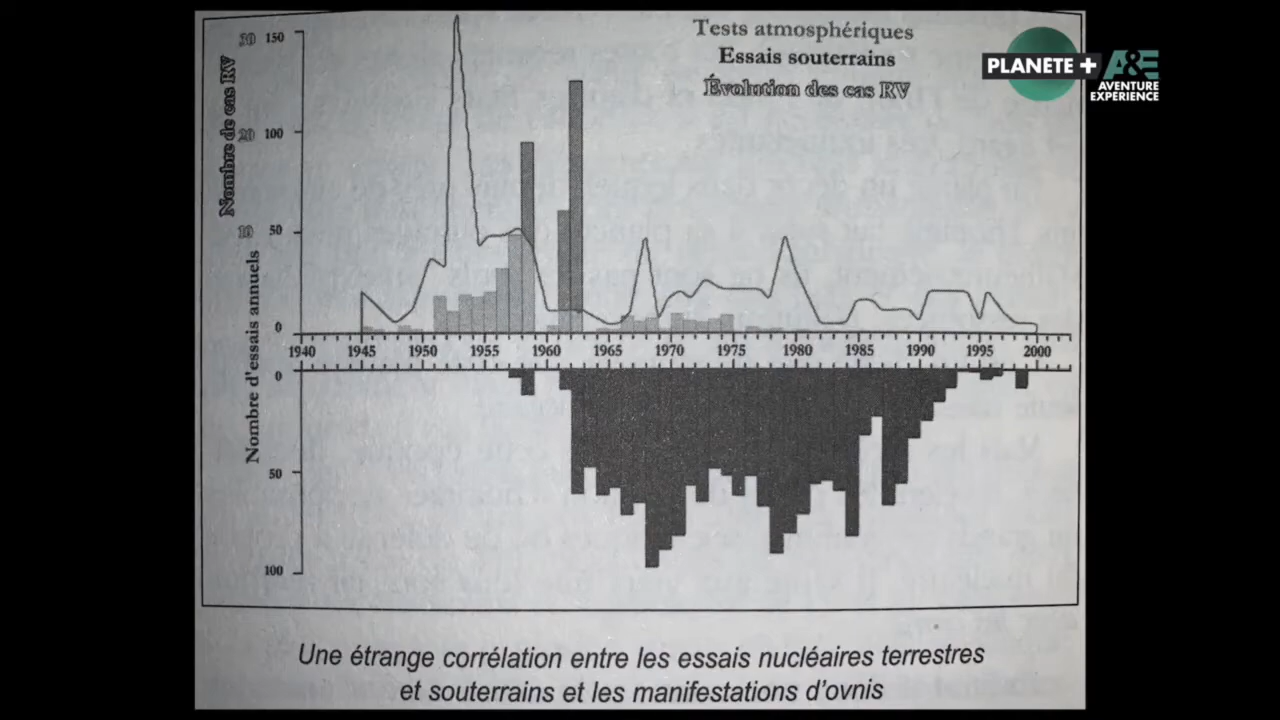 Tests atmosphériques
Essais souterrains
Évolution des cas RV
PLANETE +
A&E
AVENTURE
EXPERIENCE
Nombre de cas RV
30 150
20 100
10 50
0
1940 1945 1950 1955 1960 1965 1970 1975 1980 1985 1990 1995 2000
Nombre d'essais annuels
0
50
100
Une étrange corrélation entre les essais nucléaires terrestres
et souterrains et les manifestations d'ovnis